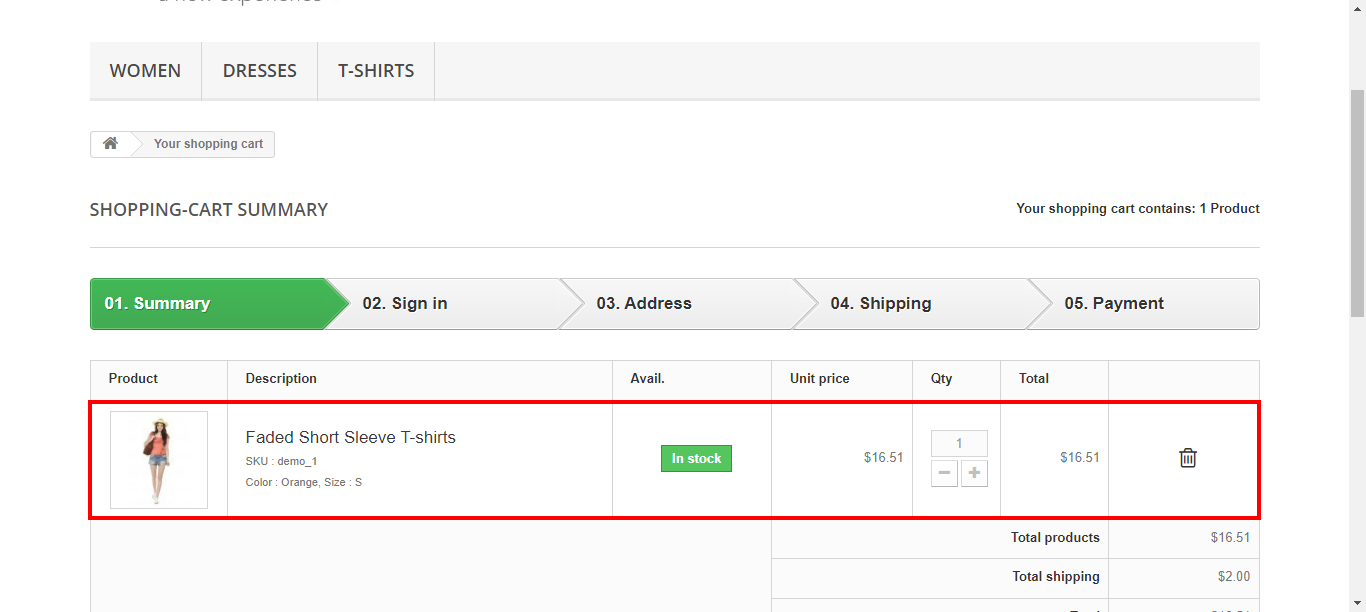 WOMEN DRESSES T-SHIRTS
Your shopping cart
SHOPPING-CART SUMMARY Your shopping cart contains: 1 Product
01. Summary 02. Sign in 03. Address 04. Shipping 05. Payment
Product Description Avail. Unit price Qty Total
Faded Short Sleeve T-shirts
SKU : demo_1
Color : Orange, Size : S
In stock $16.51 1 $16.51
Total products $16.51
Total shipping $2.00